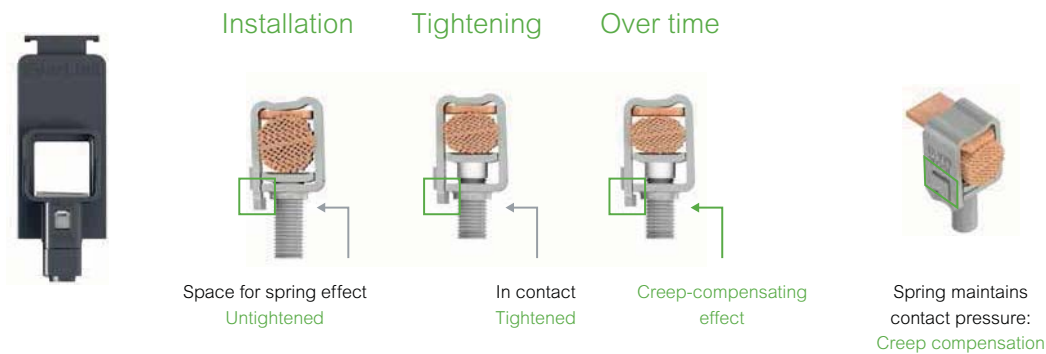 Installation
Tightening
Over time
Space for spring effect
Untightened
In contact
Tightened
Creep-compensating
effect
Spring maintains
contact pressure:
Creep compensation